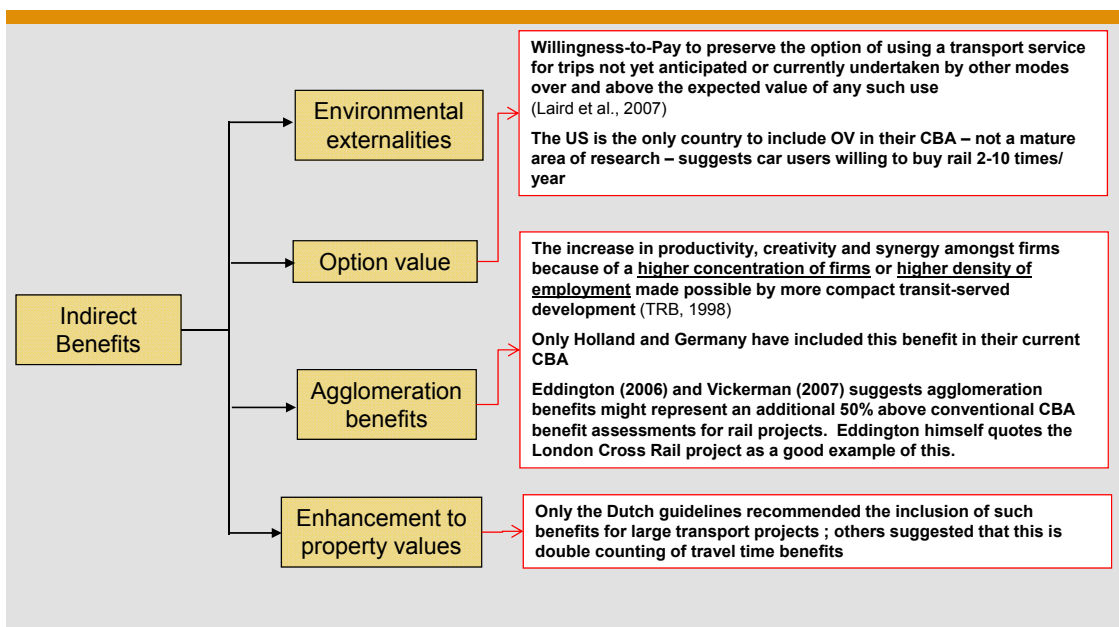 Willingness-to-Pay to preserve the option of using a transport service
for trips not yet anticipated or currently undertaken by other modes
over and above the expected value of any such use
(Laird et al., 2007)
The US is the only country to include OV in their CBA – not a mature
area of research – suggests car users willing to buy rail 2-10 times/
year
Environmental
externalities
Option value
The increase in productivity, creativity and synergy amongst firms
because of a higher concentration of firms or higher density of
employment made possible by more compact transit-served
development (TRB, 1998)
Only Holland and Germany have included this benefit in their current
CBA
Eddington (2006) and Vickerman (2007) suggests agglomeration
benefits might represent an additional 50% above conventional CBA
benefit assessments for rail projects. Eddington himself quotes the
London Cross Rail project as a good example of this.
Indirect
Benefits
Agglomeration
benefits
Enhancement to
property values
Only the Dutch guidelines recommended the inclusion of such
benefits for large transport projects ; others suggested that this is
double counting of travel time benefits